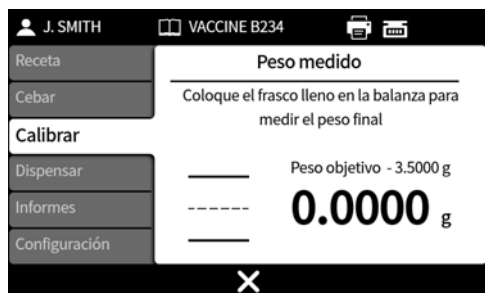 J. SMITH
VACCINE B234
Receta
Cebar
Calibrar
Dispensar
Informes
Configuración
Peso medido
Coloque el frasco lleno en la balanza para
medir el peso final
Peso objetivo - 3.5000 g
0.0000 g